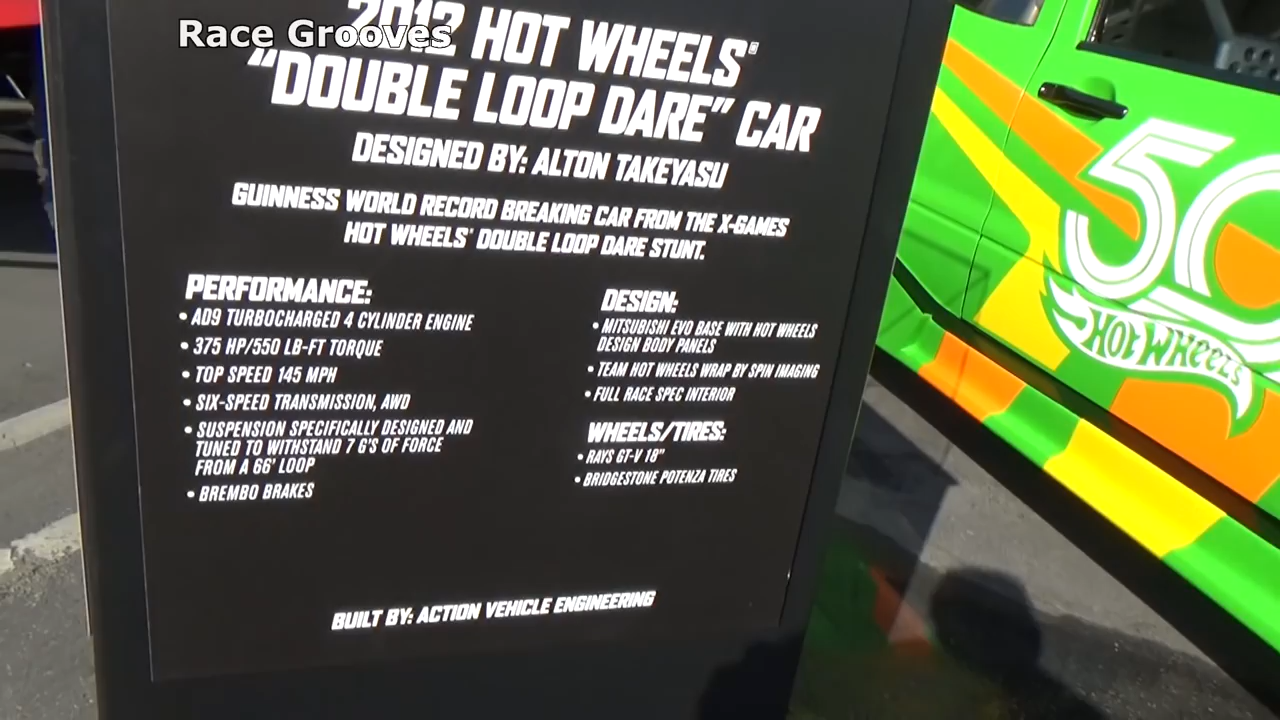 Race Grooves
2012 HOT WHEELS®
"DOUBLE LOOP DARE" CAR
DESIGNED BY: ALTON TAKEYASU
GUINNESS WORLD RECORD BREAKING CAR FROM THE X-GAMES
HOT WHEELS® DOUBLE LOOP DARE STUNT.
PERFORMANCE:
• AD9 TURBOCHARGED 4 CYLINDER ENGINE
• 375 HP/550 LB-FT TORQUE
• TOP SPEED 145 MPH
• SIX-SPEED TRANSMISSION, AWD
• SUSPENSION SPECIFICALLY DESIGNED AND
TUNED TO WITHSTAND 7 G'S OF FORCE
FROM A 66' LOOP
• BREMBO BRAKES
DESIGN:
• MITSUBISHI EVO BASE WITH HOT WHEELS
DESIGN BODY PANELS
• TEAM HOT WHEELS WRAP BY SPIN IMAGING
• FULL RACE SPEC INTERIOR
WHEELS/TIRES:
• RAYS GT-V 18"
• BRIDGESTONE POTENZA TIRES
BUILT BY: ACTION VEHICLE ENGINEERING
50
HOT WHEELS